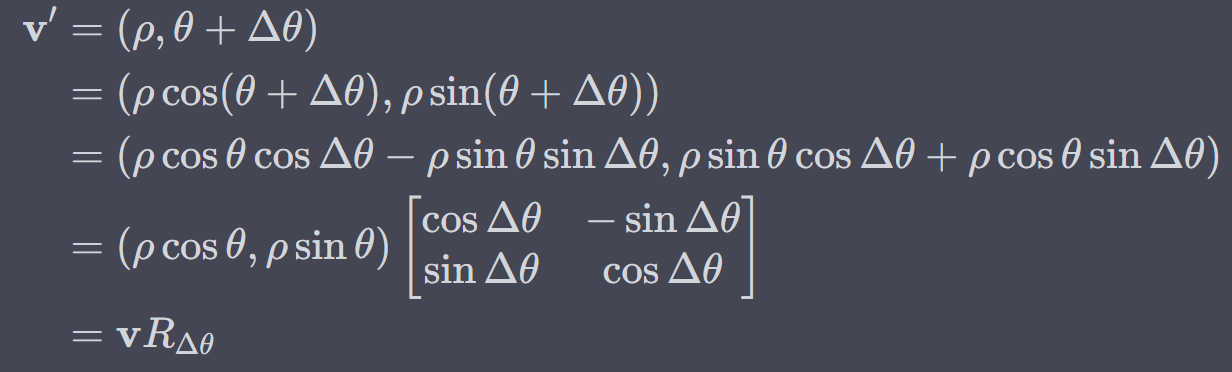 v′ = (ρ, θ + Δθ)
= (ρ cos(θ + Δθ), ρ sin(θ + Δθ))
= (ρ cos θ cos Δθ − ρ sin θ sin Δθ, ρ sin θ cos Δθ + ρ cos θ sin Δθ)
= (ρ cos θ, ρ sin θ) [cos Δθ − sin Δθ
sin Δθ cos Δθ]
= vR_Δθ